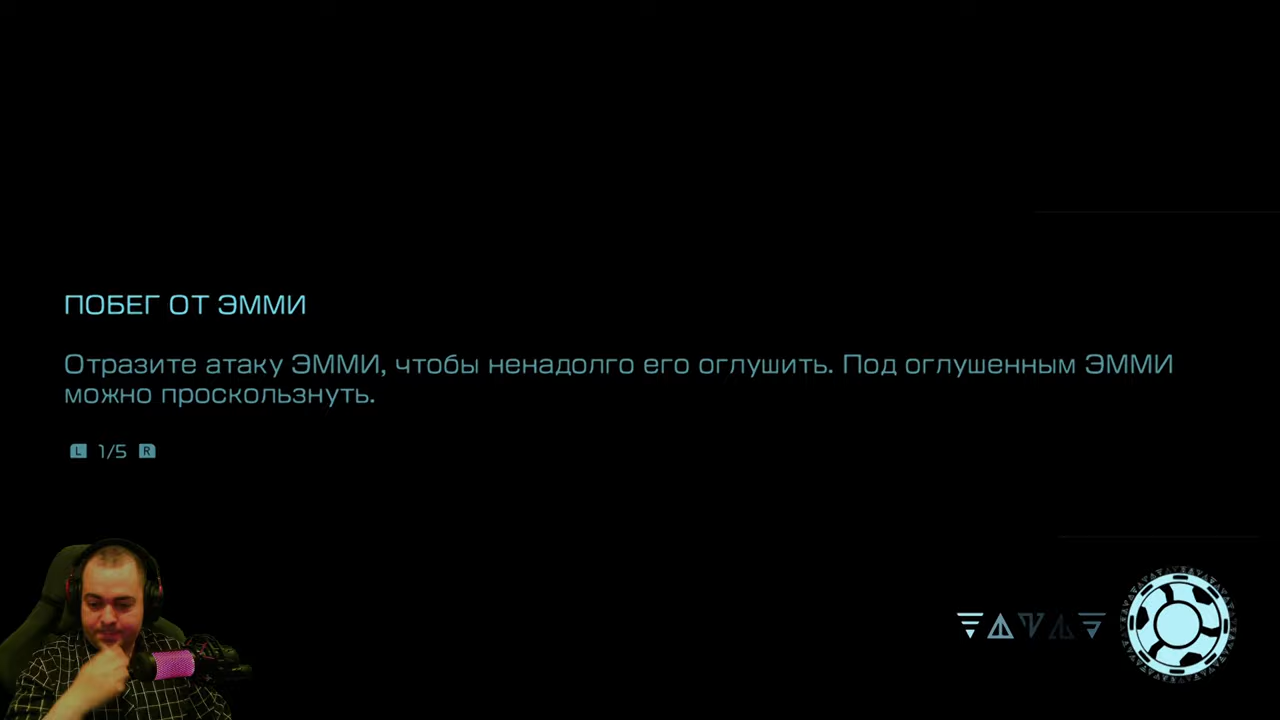 ПОБЕГ ОТ ЭММИ
Отразите атаку ЭММИ, чтобы ненадолго его оглушить. Под оглушенным ЭММИ
можно проскользнуть.
L 1/5 R